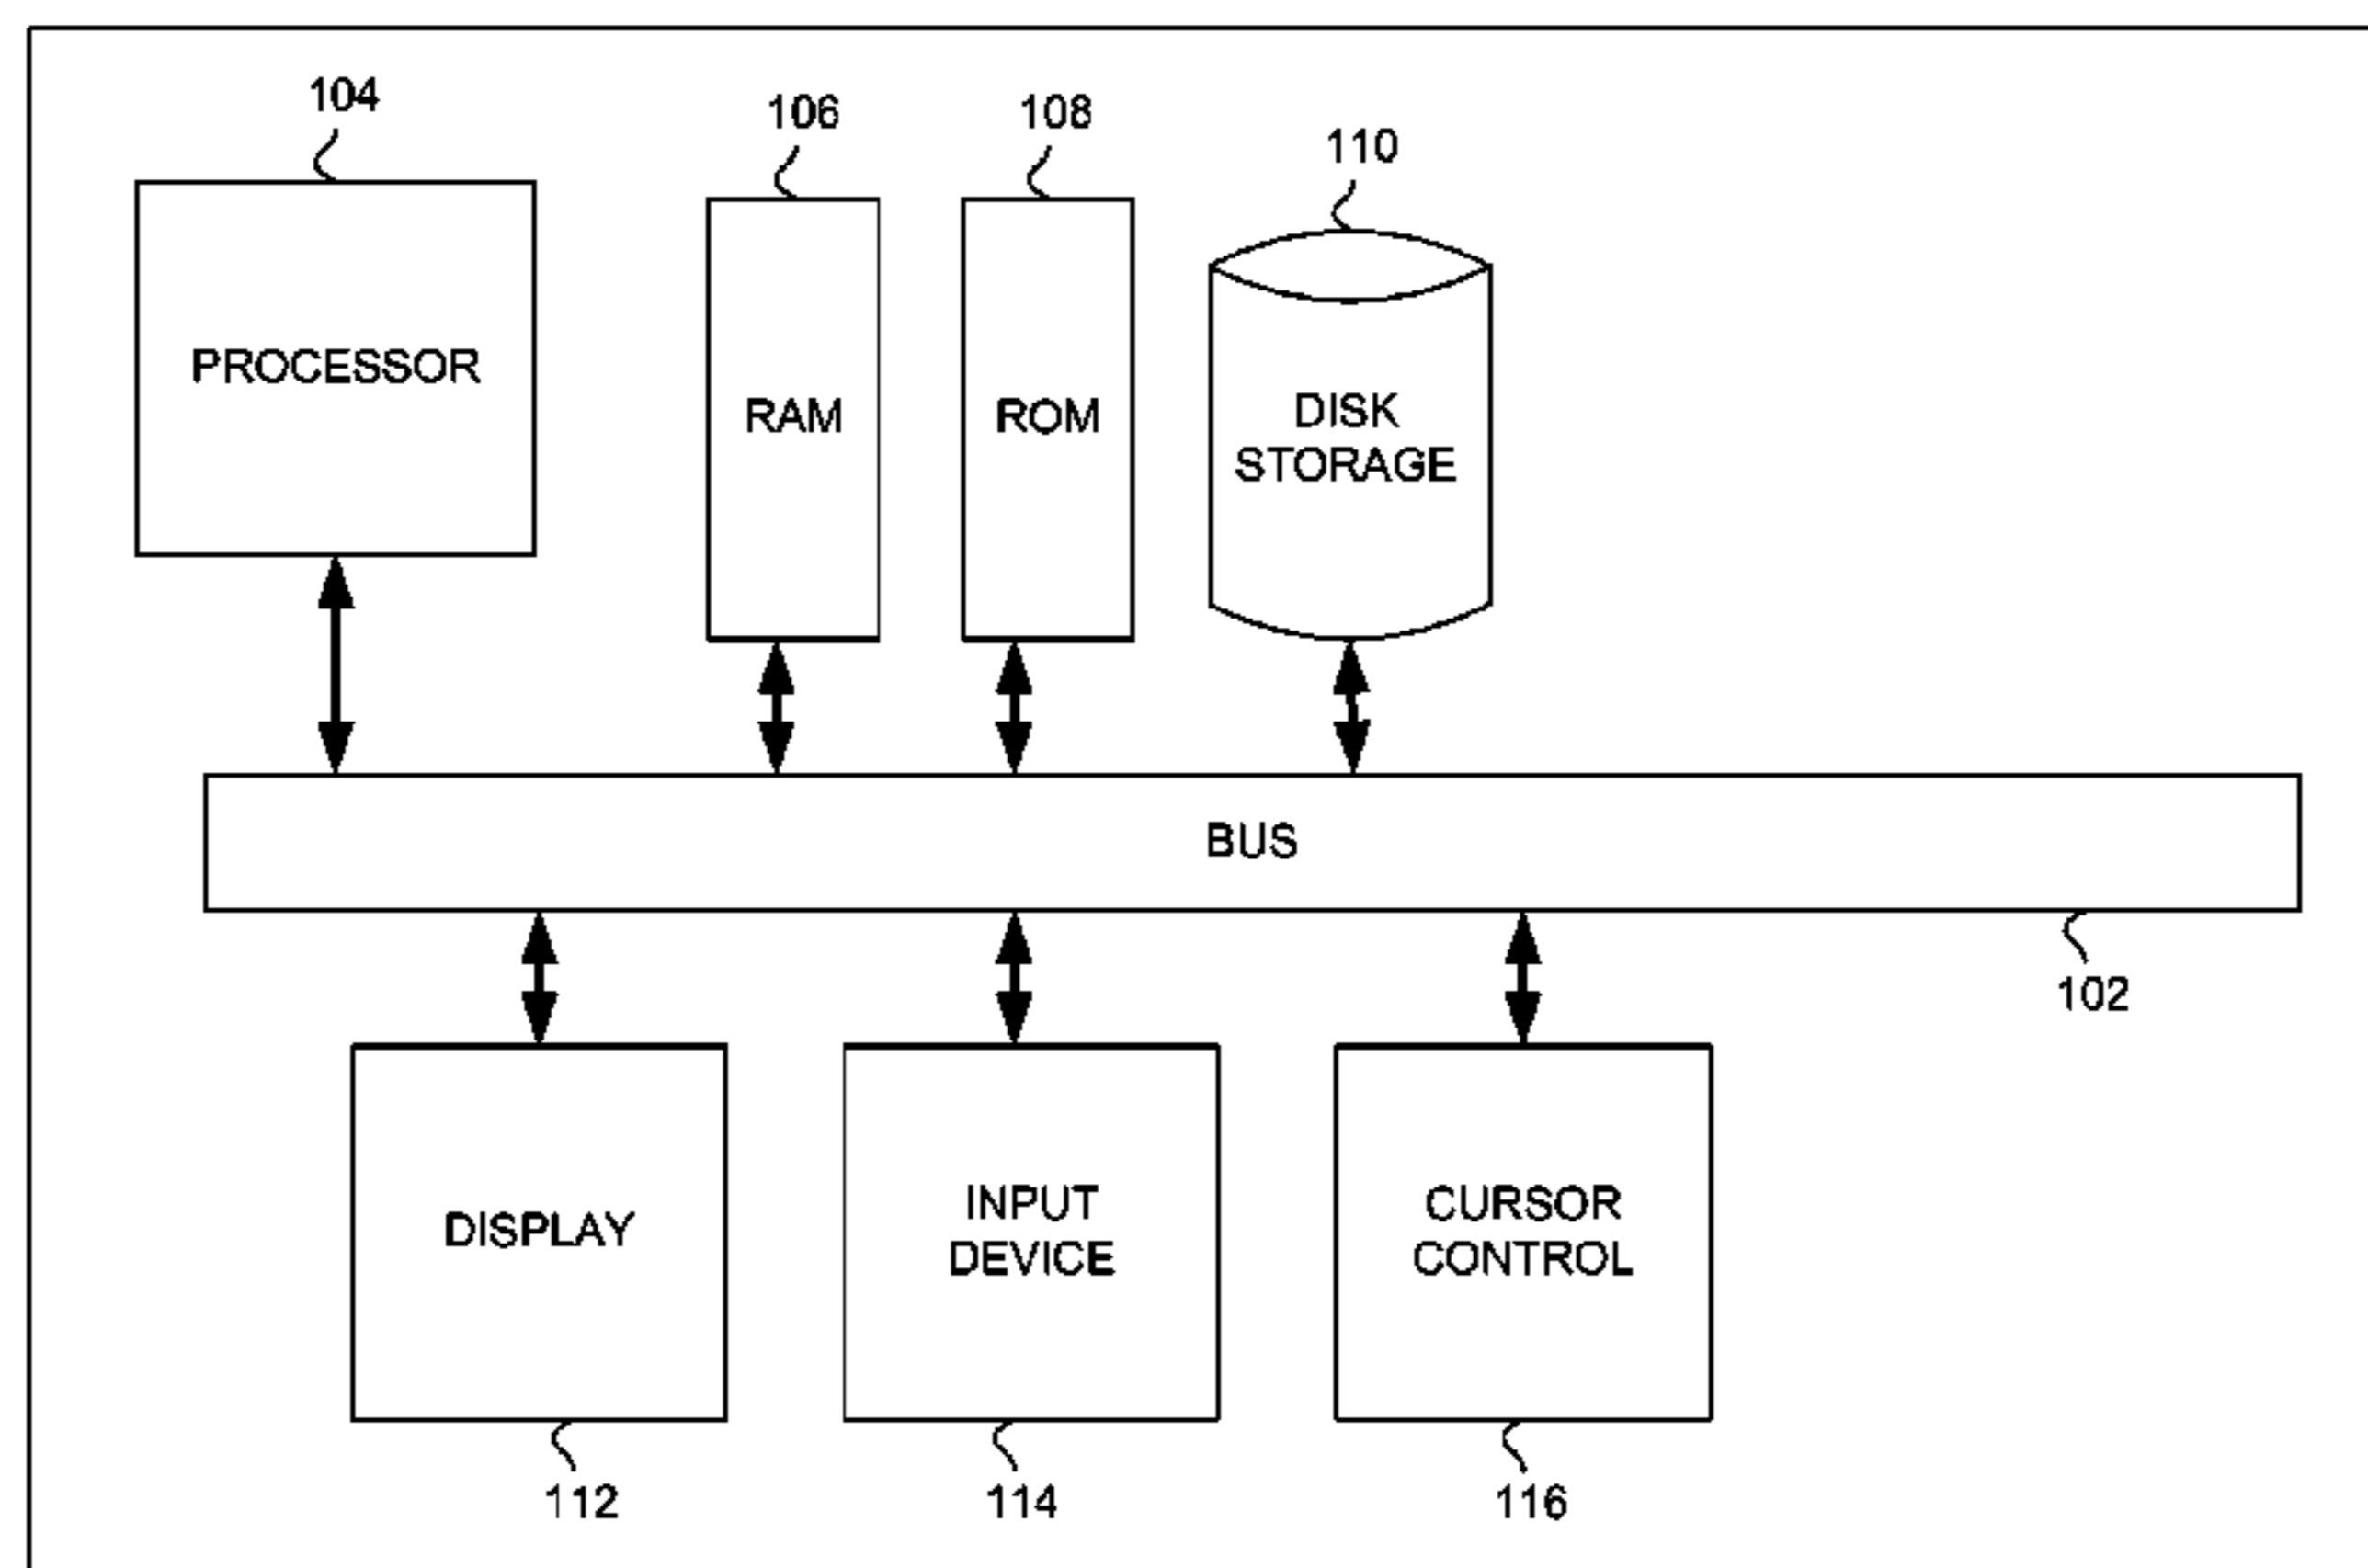 104
106
108
110
PROCESSOR
RAM
ROM
DISK
STORAGE
BUS
102
DISPLAY
INPUT
DEVICE
CURSOR
CONTROL
112
114
116